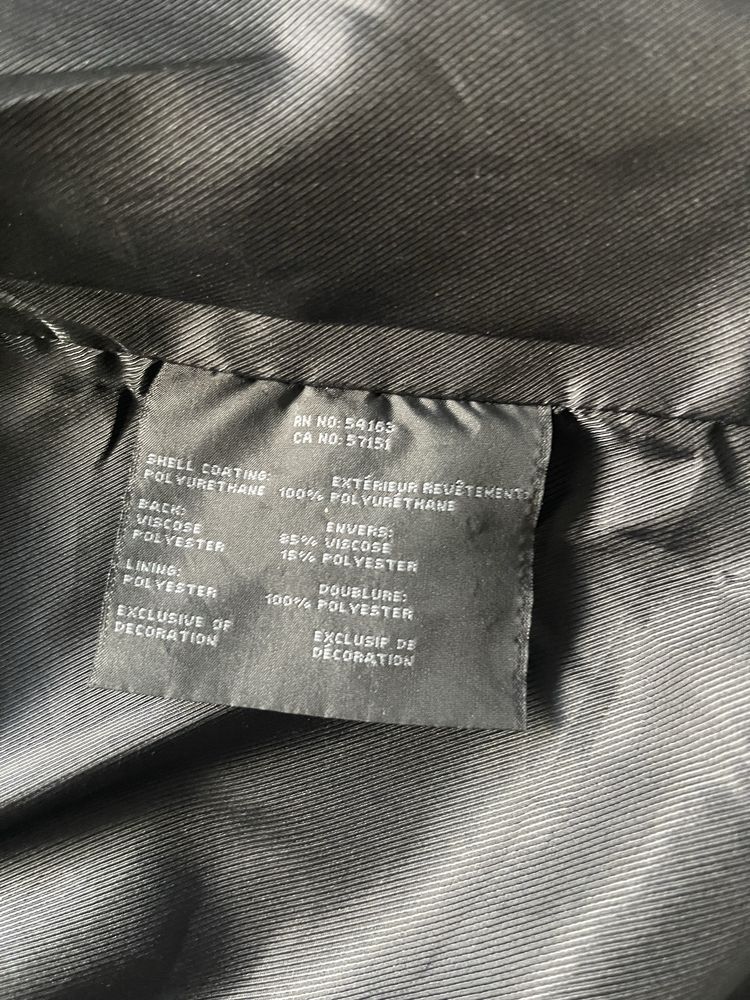 RN NO: 54163
CA NO: 57151
SHELL COATING:
POLYURETHANE
BACK:
VISCOSE
POLYESTER
LINING:
POLYESTER
EXCLUSIVE OF
DECORATION
EXTÉRIEUR REVÊTEMENT:
100% POLYURÉTHANE
ENVERS:
85% VISCOSE
15% POLYESTER
DOUBLURE:
100% POLYESTER
EXCLUSIF DE
DÉCORATION